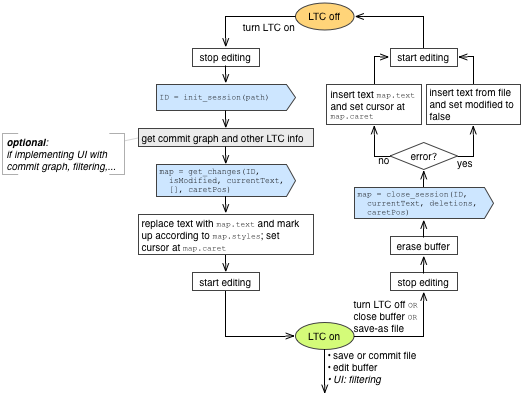 LTC off
turn LTC on
stop editing
start editing
ID = init_session(path)
insert text map.text
and set cursor at
map.caret
insert text from file
and set modified to
false
optional:
if implementing UI with
commit graph, filtering,...
get commit graph and other LTC info
no
error?
yes
map = get_changes(ID,
isModified, currentText,
[], caretPos)
map = close_session(ID,
currentText, deletions,
caretPos)
replace text with map.text and mark
up according to map.styles; set
cursor at map.caret
erase buffer
start editing
stop editing
turn LTC off OR
close buffer OR
save-as file
LTC on
• save or commit file
• edit buffer
• UI: filtering